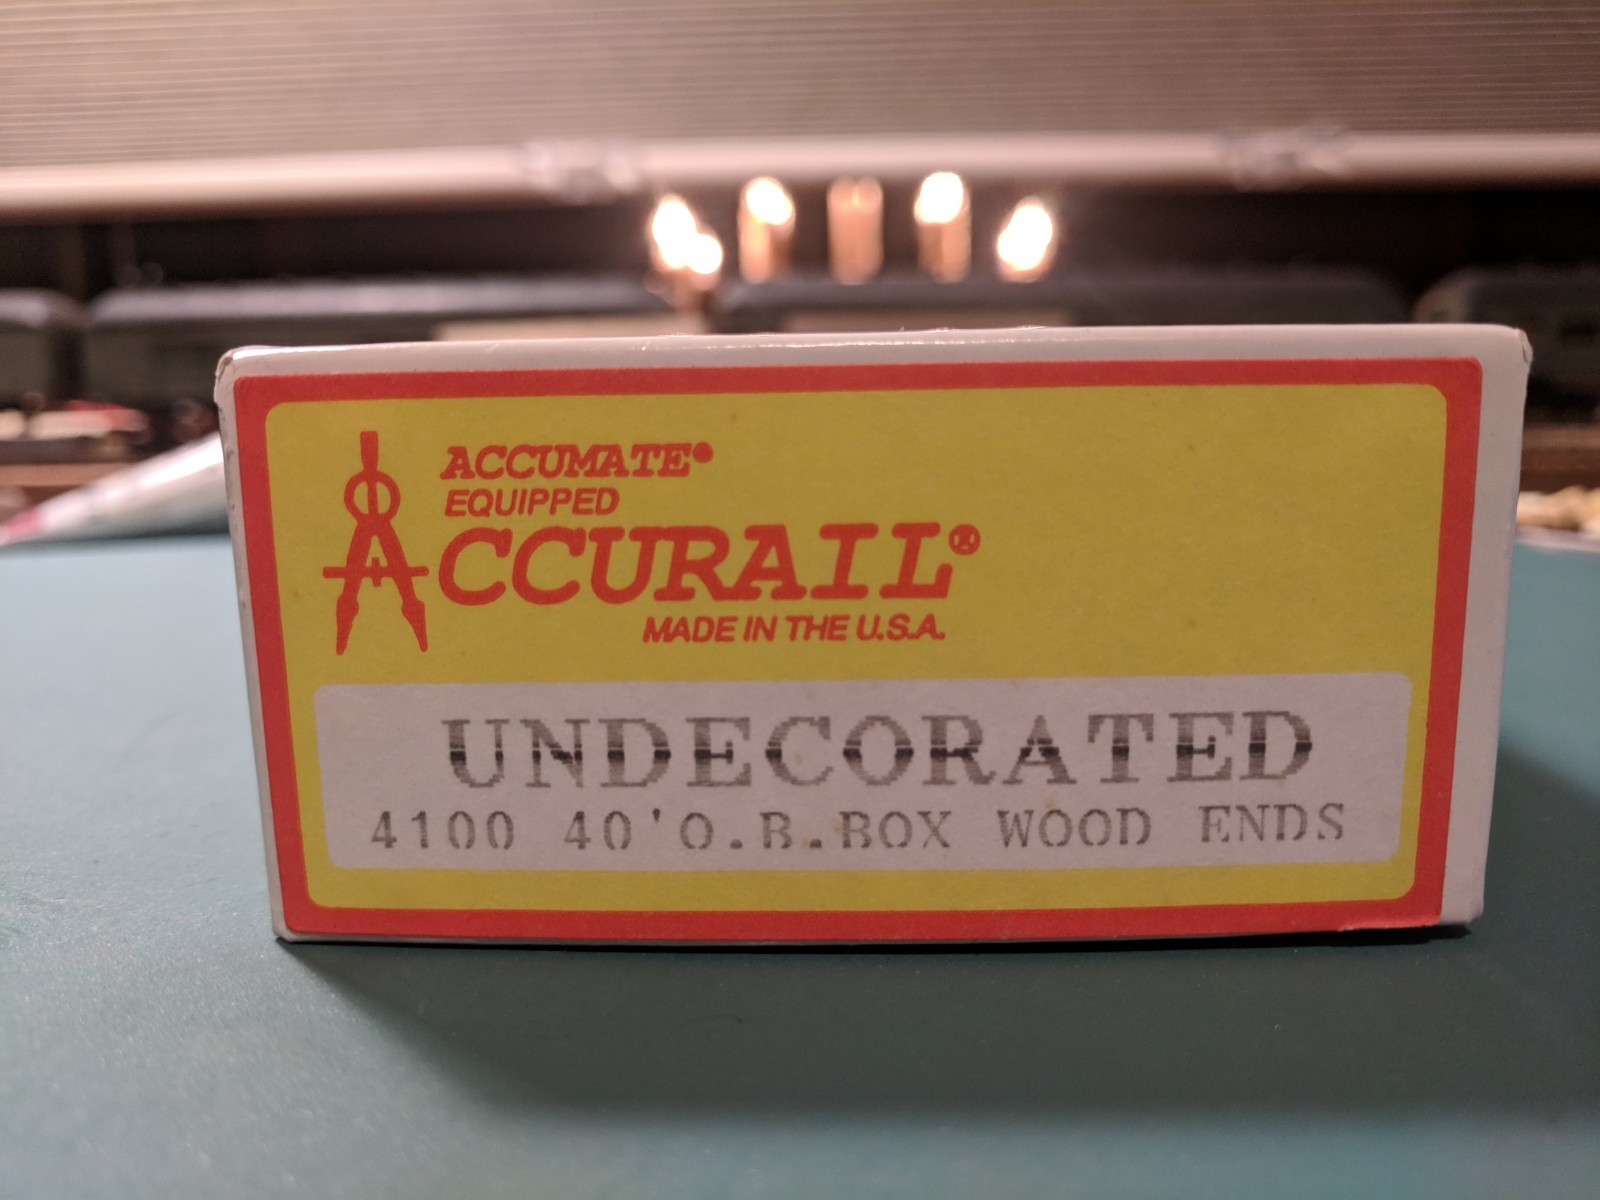 ACCUMATE®
EQUIPPED
ACCURAIL®
MADE IN THE U.S.A.
UNDECORATED
4100 40'O.B.BOX WOOD ENDS